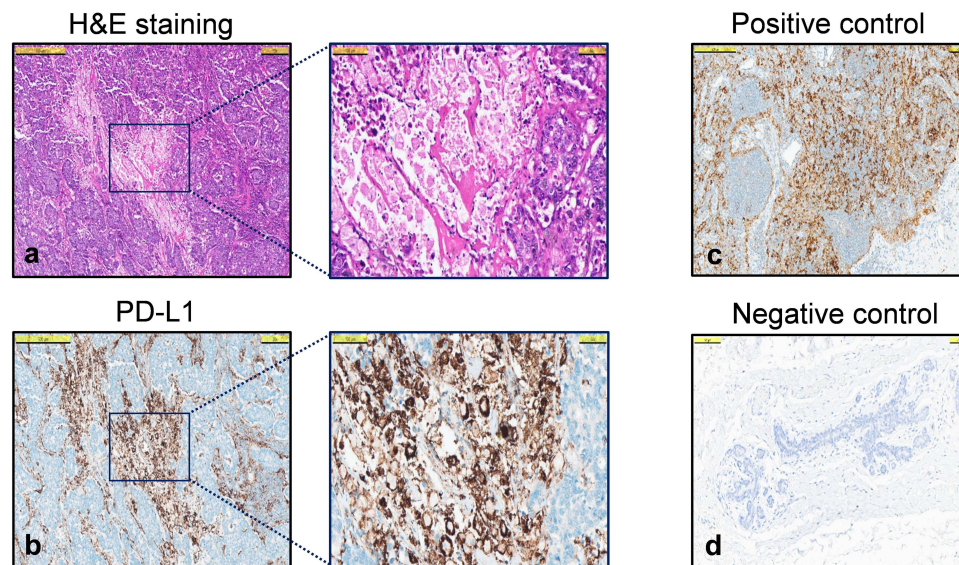 H&E staining
Positive control
a
c
PD-L1
Negative control
b
d